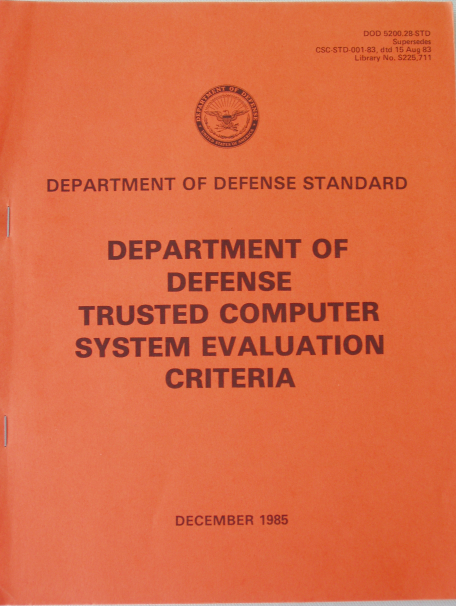 DOD 5200.28-STD
Supersedes
CSC-STD-001-83, dtd 15 Aug 83
Library No. S225,711
DEPARTMENT OF DEFENSE
UNITED STATES OF AMERICA
DEPARTMENT OF DEFENSE STANDARD
DEPARTMENT OF
DEFENSE
TRUSTED COMPUTER
SYSTEM EVALUATION
CRITERIA
DECEMBER 1985